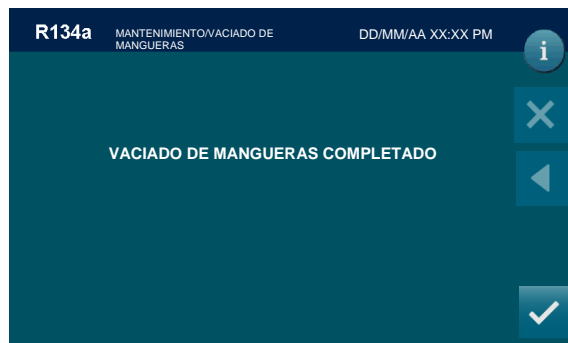 R134a
MANTENIMIENTO/VACIADO DE
MANGUERAS
DD/MM/AA XX:XX PM
i
VACIADO DE MANGUERAS COMPLETADO